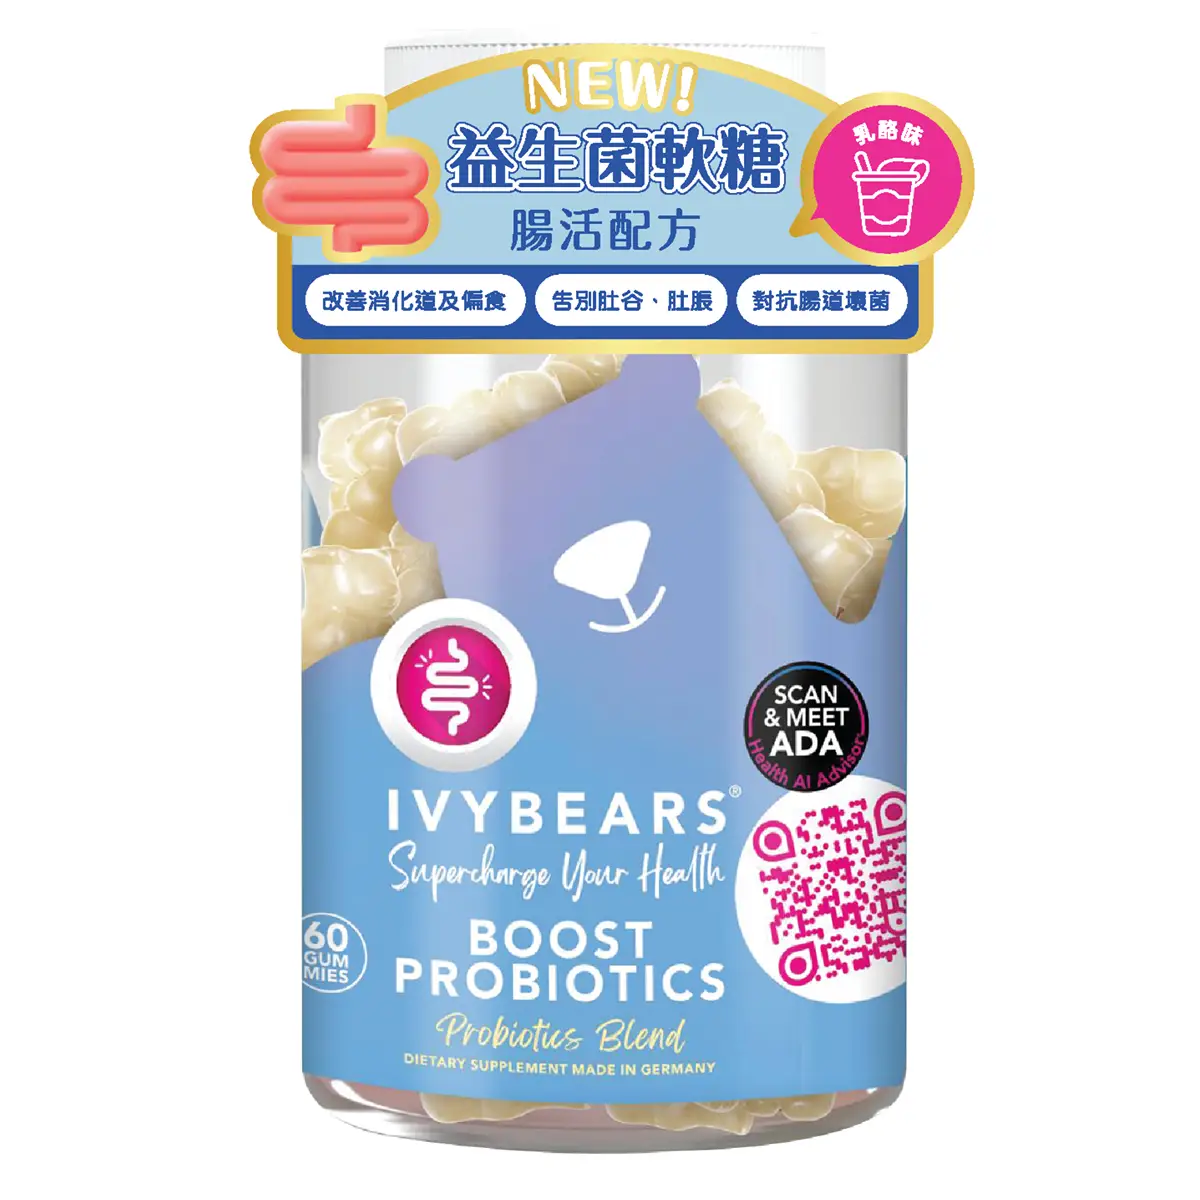 NEW!
益生菌軟糖
腸活配方
乳酪味
改善消化道及偏食
告別肚谷、肚脹
對抗腸道壞菌
SCAN
& MEET
ADA
Health AI Advisor
IVYBEARS®
Supercharge Your Health
60
GUM
MIES
BOOST
PROBIOTICS
Probiotics Blend
DIETARY SUPPLEMENT MADE IN GERMANY